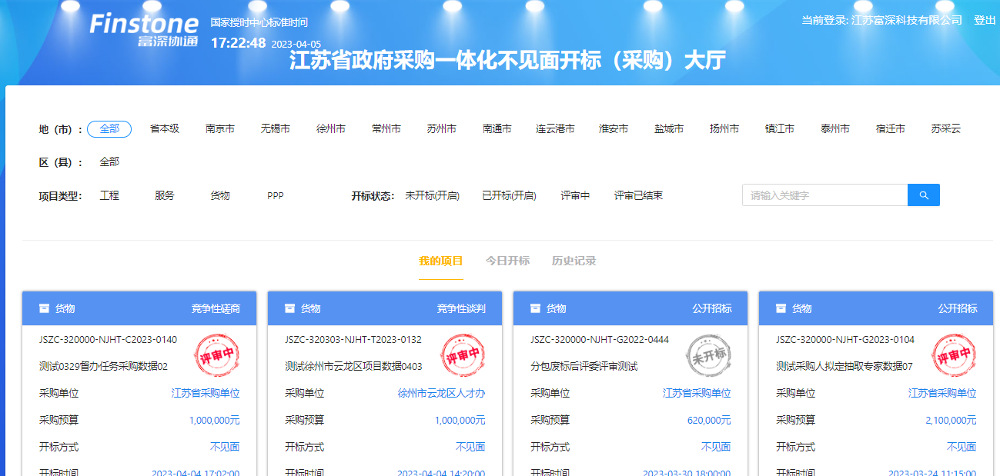 Finstone
富深协通
国家授时中心标准时间
17:22:48 2023-04-05
当前登录: 江苏富深科技有限公司 登出
江苏省政府采购一体化不见面开标（采购）大厅
地（市）: 全部 省本级 南京市 无锡市 徐州市 常州市 苏州市 南通市 连云港市 淮安市 盐城市 扬州市 镇江市 泰州市 宿迁市 苏采云
区（县）: 全部
项目类型: 工程 服务 货物 PPP 开标状态: 未开标(开启) 已开标(开启) 评审中 评审已结束 请输入关键字
我的项目 今日开标 历史记录
货物 竞争性磋商
JSZC-320000-NJHT-C2023-0140
评审中
测试0329督办任务采购数据02
采购单位 江苏省采购单位
采购预算 1,000,000元
开标方式 不见面
开标时间 2023-04-04 17:02:00
货物 竞争性谈判
JSZC-320303-NJHT-T2023-0132
评审中
测试徐州市云龙区项目数据0403
采购单位 徐州市云龙区人才办
采购预算 1,000,000元
开标方式 不见面
开标时间 2023-04-04 14:20:00
货物 公开招标
JSZC-320000-NJHT-G2022-0444
未开标
分包废标后评委评审测试
采购单位 江苏省采购单位
采购预算 620,000元
开标方式 不见面
开标时间 2023-03-30 18:00:00
货物 公开招标
JSZC-320000-NJHT-G2023-0104
评审中
测试采购人拟定抽取专家数据07
采购单位 江苏省采购单位
采购预算 2,100,000元
开标方式 不见面
开标时间 2023-03-24 11:15:00